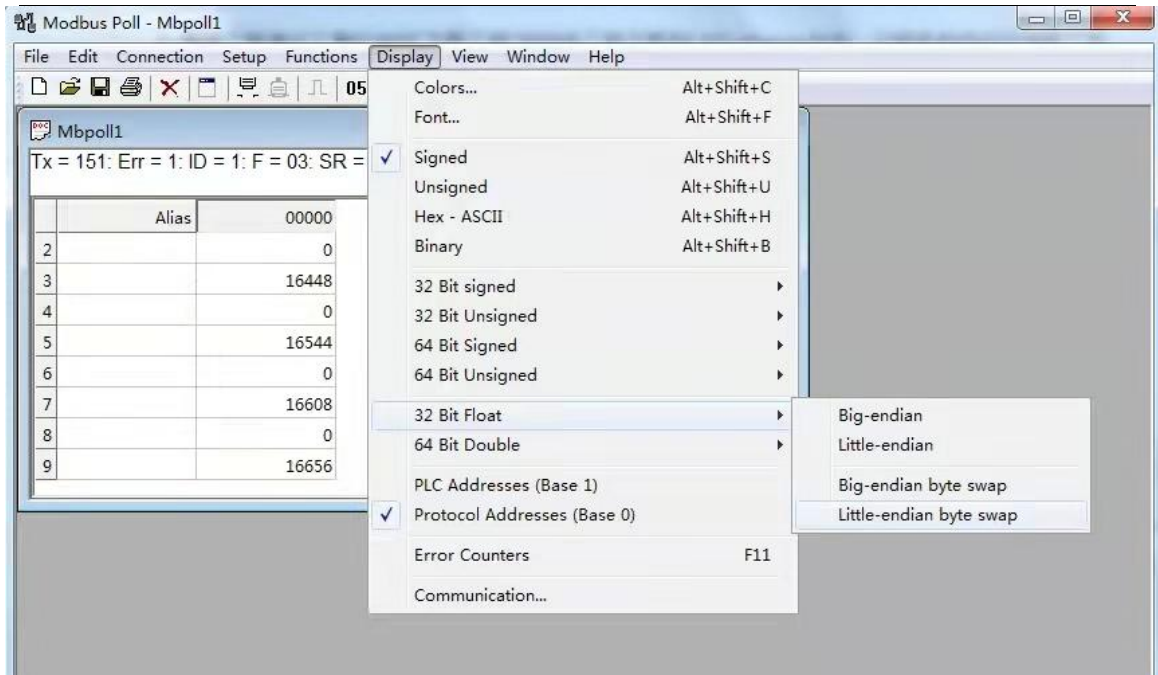 Modbus Poll - Mbpoll1
File Edit Connection Setup Functions Display View Window Help
05
Mbpoll1
Tx = 151: Err = 1: ID = 1: F = 03: SR =
Alias 00000
2 0
3 16448
4 0
5 16544
6 0
7 16608
8 0
9 16656
Colors... Alt+Shift+C
Font... Alt+Shift+F
Signed Alt+Shift+S
Unsigned Alt+Shift+U
Hex - ASCII Alt+Shift+H
Binary Alt+Shift+B
32 Bit signed
32 Bit Unsigned
64 Bit Signed
64 Bit Unsigned
32 Bit Float
64 Bit Double
PLC Addresses (Base 1)
Protocol Addresses (Base 0)
Error Counters F11
Communication...
Big-endian
Little-endian
Big-endian byte swap
Little-endian byte swap